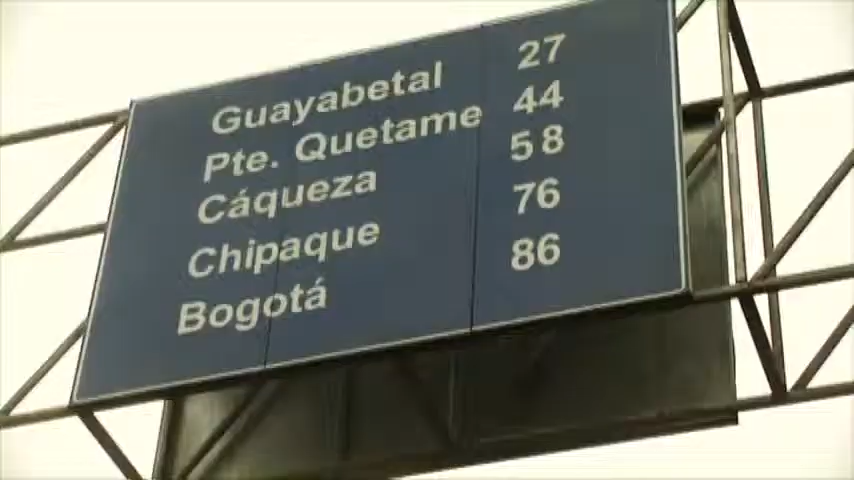 Guayabetal 27
Pte. Quetame 44
Cáqueza 58
Chipaque 76
Bogotá 86